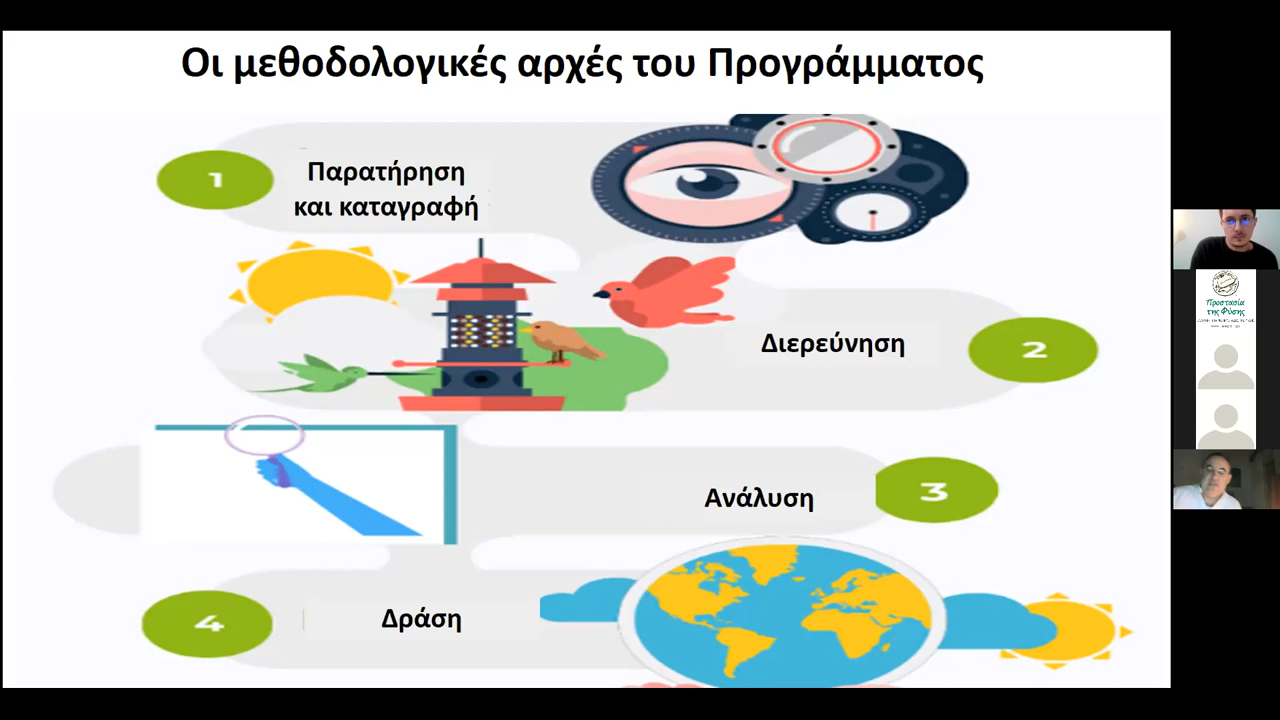 Οι μεθοδολογικές αρχές του Προγράμματος
1
Παρατήρηση
και καταγραφή
Διερεύνηση
2
Ανάλυση
3
4
Δράση
Προστασία
της Φύσης